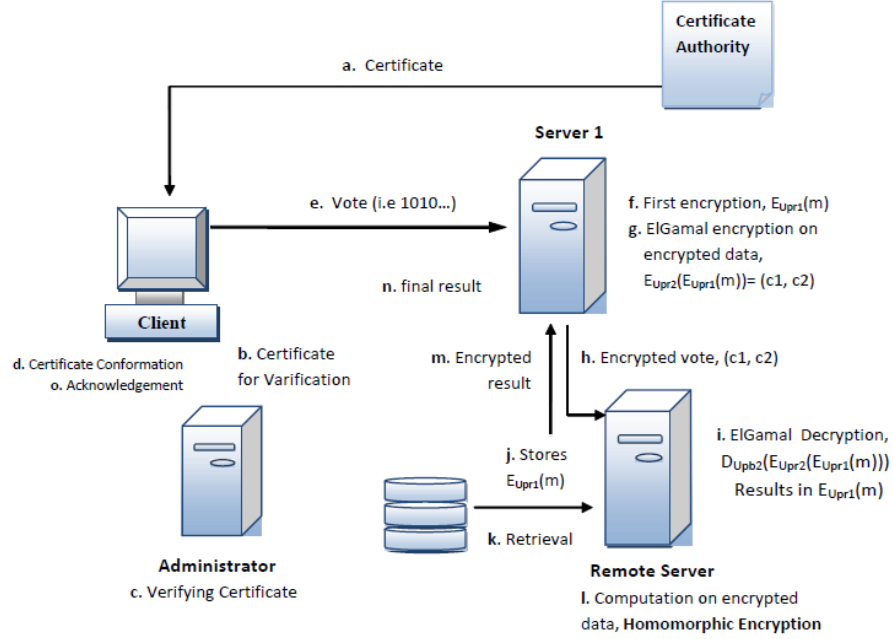 Certificate
Authority
a. Certificate
Server 1
e. Vote (i.e 1010...)
f. First encryption, EUpr1(m)
g. ElGamal encryption on
encrypted data,
EUpr2(EUpr1(m))= (c1, c2)
n. final result
Client
d. Certificate Conformation
o. Acknowledgement
b. Certificate
for Varification
m. Encrypted
result
h. Encrypted vote, (c1, c2)
i. ElGamal Decryption,
DUpb2(EUpr2(EUpr1(m)))
Results in EUpr1(m)
j. Stores
EUpr1(m)
k. Retrieval
Administrator
c. Verifying Certificate
Remote Server
l. Computation on encrypted
data, Homomorphic Encryption